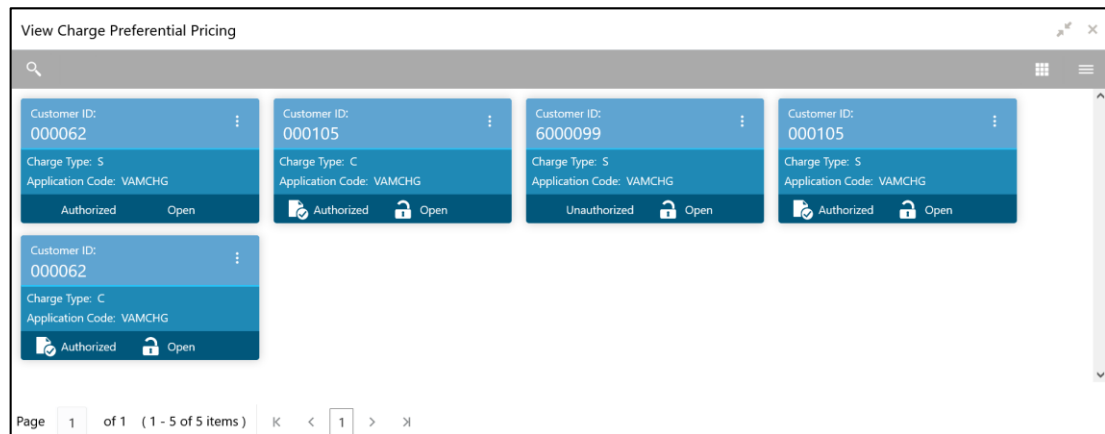 View Charge Preferential Pricing
Customer ID:
000062
Charge Type: S
Application Code: VAMCHG
Authorized Open
Customer ID:
000105
Charge Type: C
Application Code: VAMCHG
Authorized Open
Customer ID:
6000099
Charge Type: S
Application Code: VAMCHG
Unauthorized Open
Customer ID:
000105
Charge Type: S
Application Code: VAMCHG
Authorized Open
Customer ID:
000062
Charge Type: C
Application Code: VAMCHG
Authorized Open
Page 1 of 1 ( 1 - 5 of 5 items ) 1